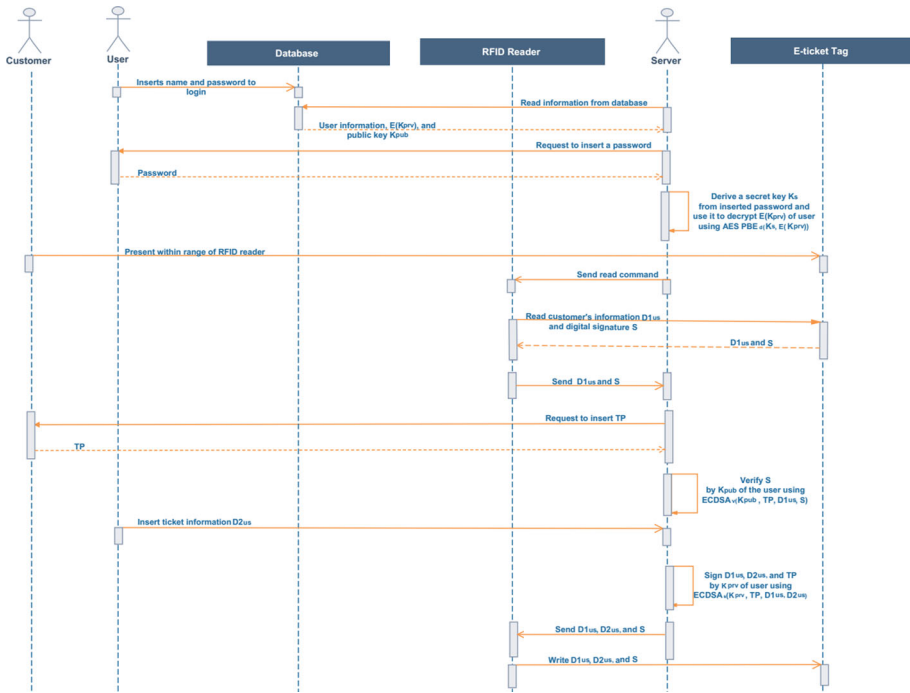 Database
RFID Reader
E-ticket Tag
Customer
User
Server
Inserts name and password to
login
Read information from database
User information, E(Kprv), and
public key Kpub
Request to insert a password
Password
Derive a secret key Ks
from inserted password and
use it to decrypt E(Kprv) of user
using AES PBE d(Ks, E( Kprv))
Present within range of RFID reader
Send read command
Read customer's information D1us
and digital signature S
D1us and S
Send D1us and S
Request to insert TP
TP
Verify S
by Kpub of the user using
ECDSA v(Kpub , TP, D1us, S)
Insert ticket information D2us
Sign D1us, D2us, and TP
by Kprv of user using
ECDSA s(Kprv , TP, D1us, D2us)
Send D1us, D2us, and S
Write D1us, D2us, and S